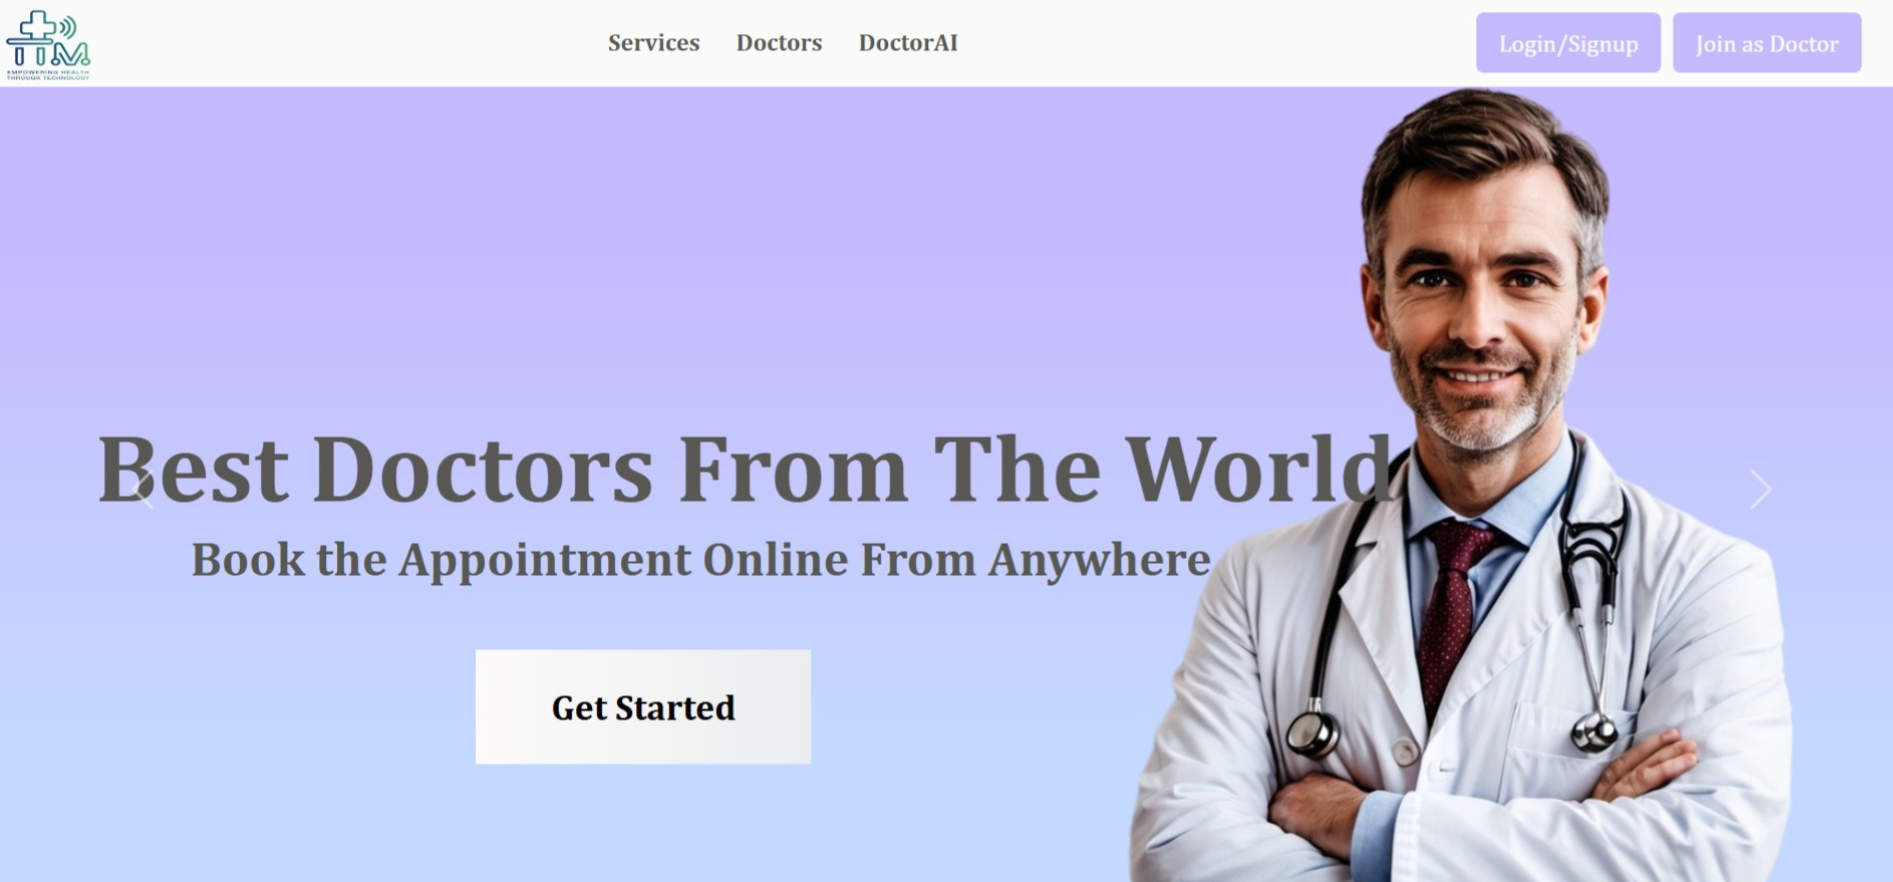 TTM
EMPOWERING HEALTH
THROUGH TECHNOLOGY
Services Doctors DoctorAI
Login/Signup Join as Doctor
Best Doctors From The World
Book the Appointment Online From Anywhere
Get Started